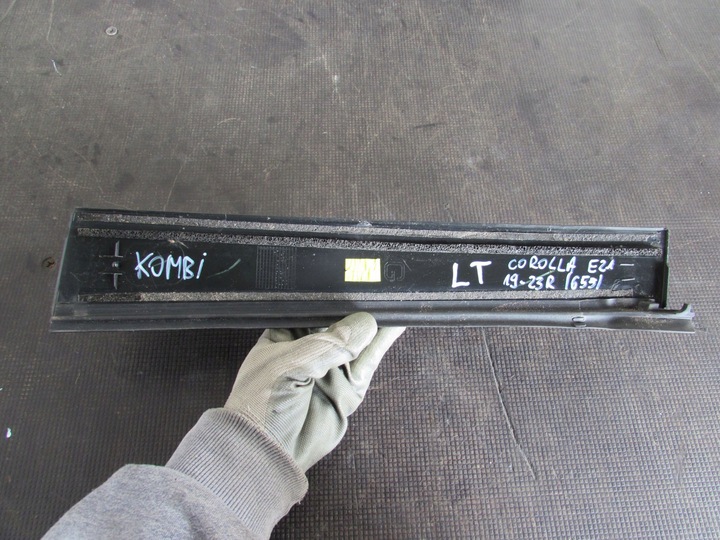 KOMBi
LT
COROLLA E21
19-23R /659/